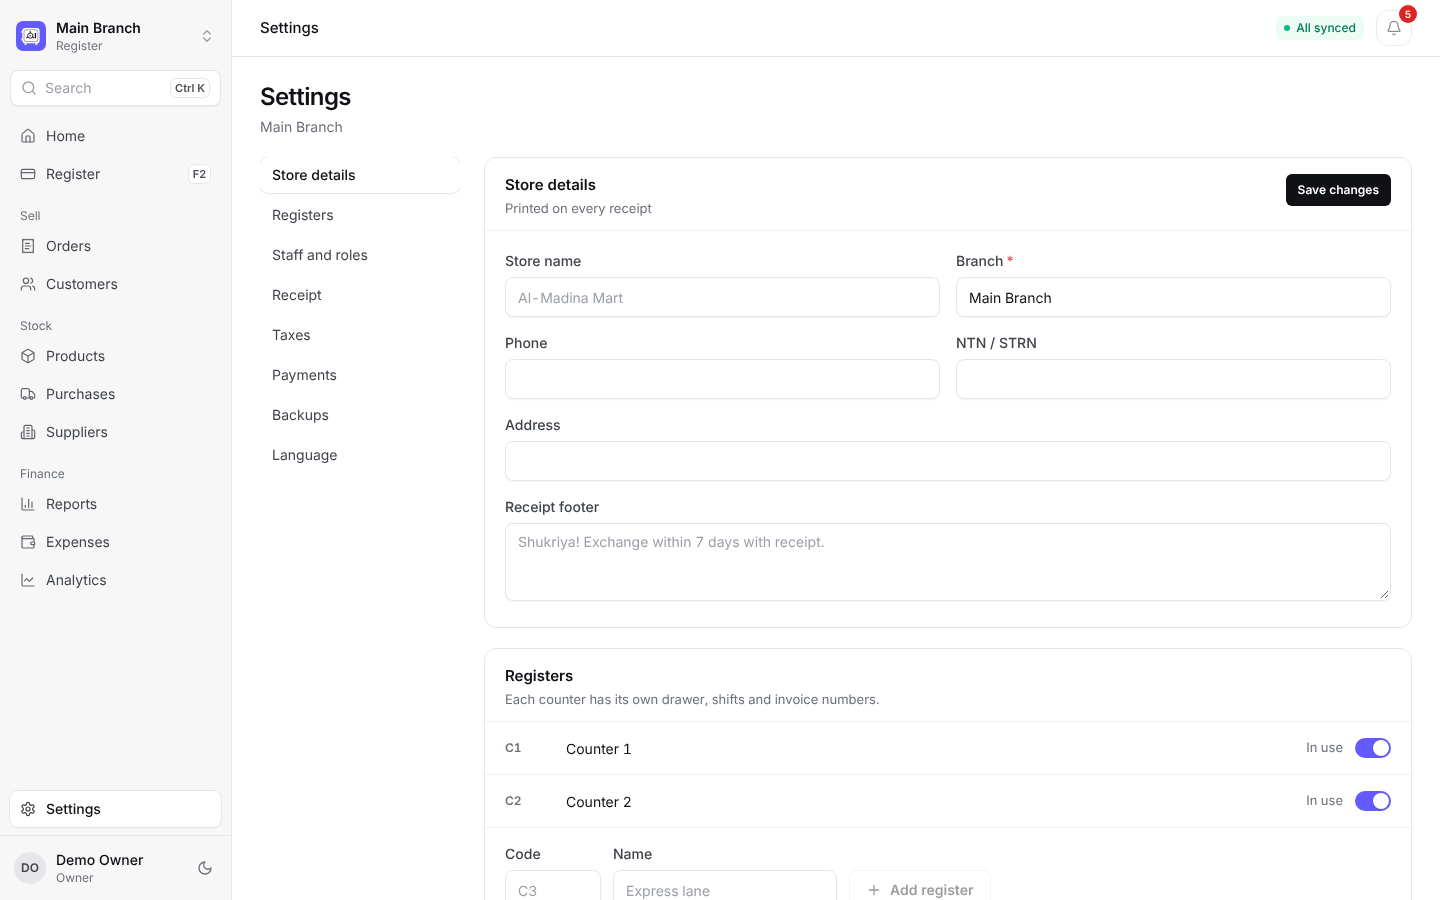 Main Branch
Register
Search
Ctrl K
Home
Register
F2
Sell
Orders
Customers
Stock
Products
Purchases
Suppliers
Finance
Reports
Expenses
Analytics
Settings
DO
Demo Owner
Owner
Settings
All synced
5
Settings
Main Branch
Store details
Registers
Staff and roles
Receipt
Taxes
Payments
Backups
Language
Store details
Printed on every receipt
Save changes
Store name
Al-Madina Mart
Branch *
Main Branch
Phone
NTN / STRN
Address
Receipt footer
Shukriya! Exchange within 7 days with receipt.
Registers
Each counter has its own drawer, shifts and invoice numbers.
C1 Counter 1 In use
C2 Counter 2 In use
Code
Name
C3
Express lane
Add register